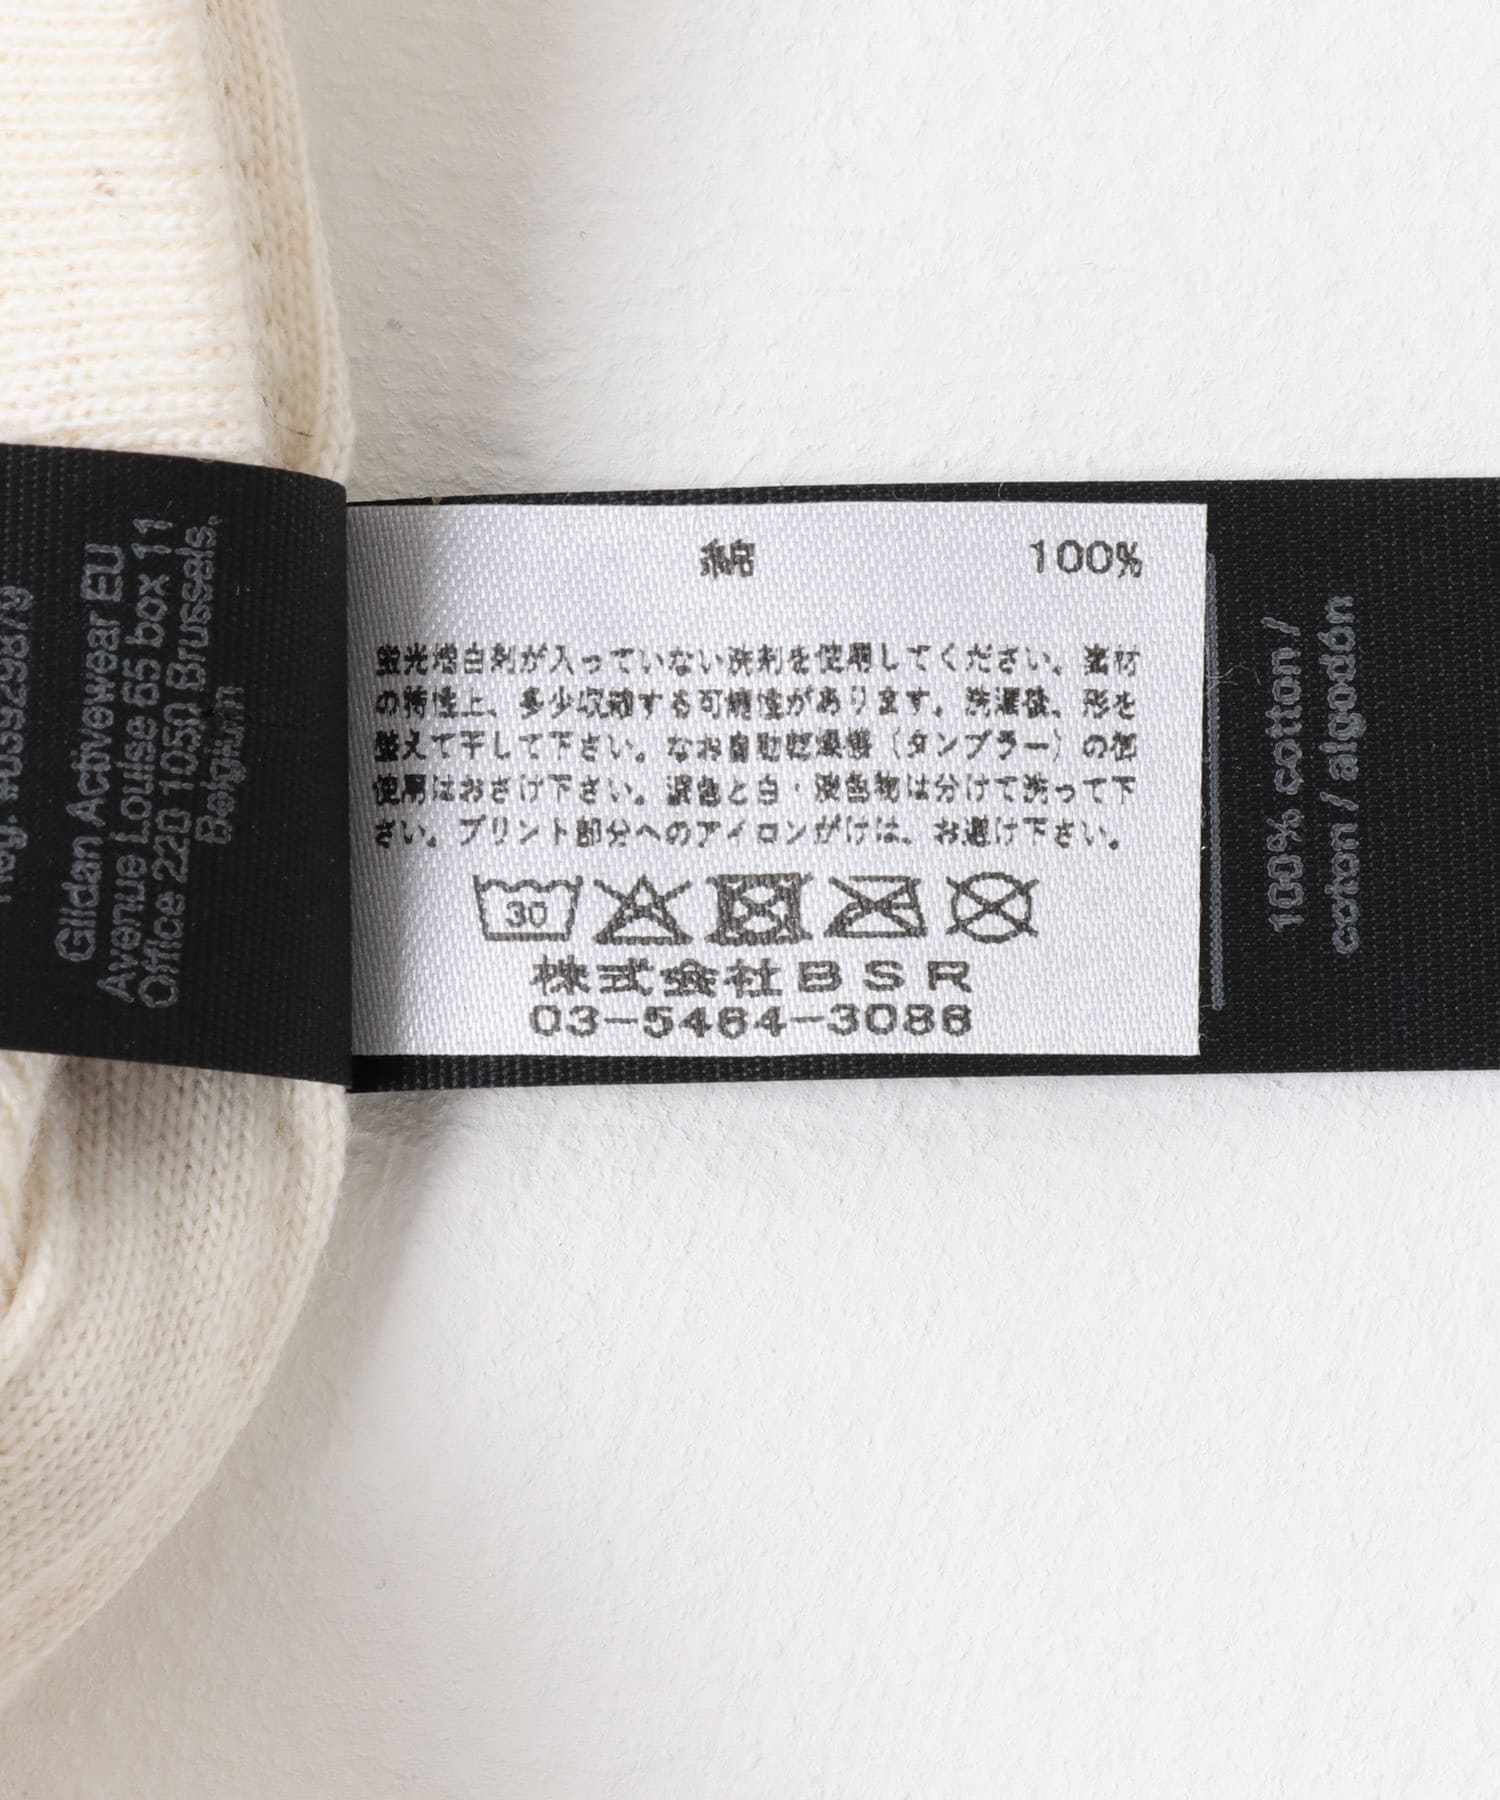 Gildan Activewear EU
Avenue Louise 65 box 11
Office 220 1050 Brussels,
Belgium
綿 100%
蛍光増白剤が入っていない洗剤を使用してください。素材
の特性上、多少収縮する可能性があります。洗濯後、形を
整えて干して下さい。なお自動乾燥機（タンブラー）の御
使用はおさけ下さい。濃色と白・淡色物は分けて洗って下
さい。プリント部分へのアイロンがけは、お避け下さい。
30
株式会社BSR
03-5464-3086
100% cotton /
coton / algodón